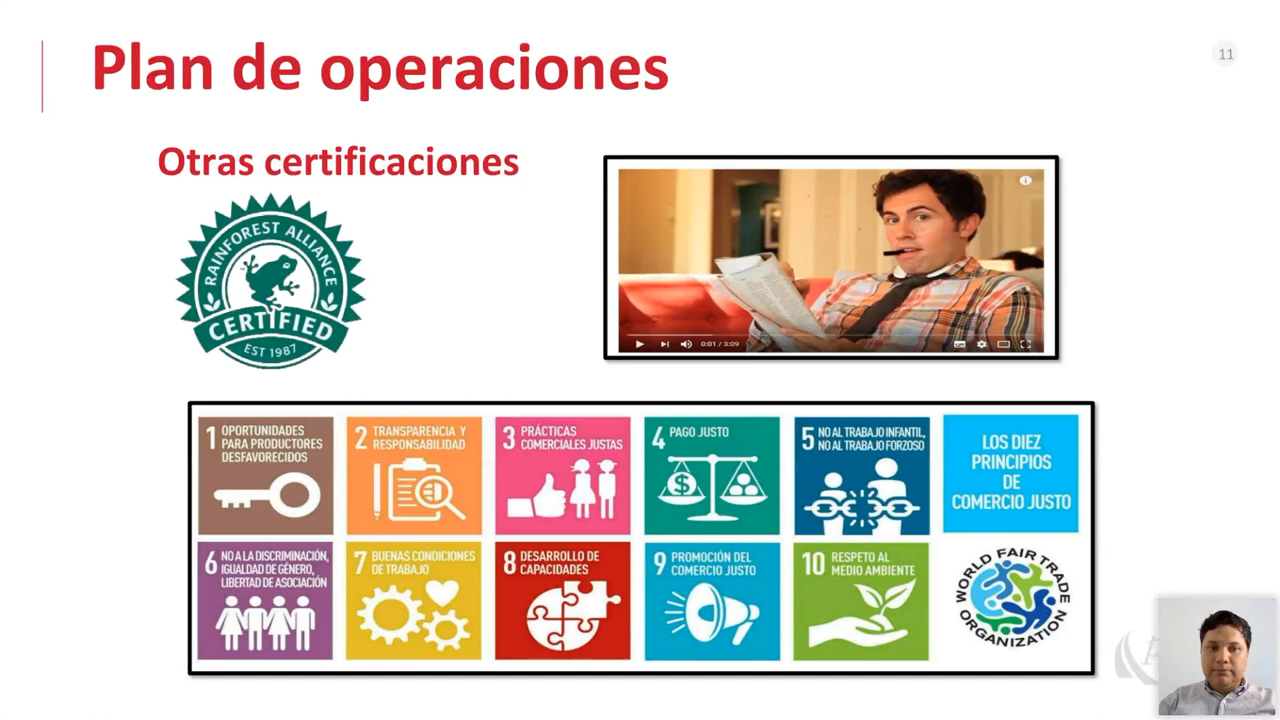 Plan de operaciones
11
Otras certificaciones
RAINFOREST ALLIANCE
CERTIFIED
EST 1987
0:01 / 3:09
1 OPORTUNIDADES
PARA PRODUCTORES
DESFAVORECIDOS
2 TRANSPARENCIA Y
RESPONSABILIDAD
3 PRÁCTICAS
COMERCIALES JUSTAS
4 PAGO JUSTO
5 NO AL TRABAJO INFANTIL,
NO AL TRABAJO FORZOSO
LOS DIEZ
PRINCIPIOS
DE
COMERCIO JUSTO
6 NO A LA DISCRIMINACIÓN,
IGUALDAD DE GÉNERO,
LIBERTAD DE ASOCIACIÓN
7 BUENAS CONDICIONES
DE TRABAJO
8 DESARROLLO DE
CAPACIDADES
9 PROMOCIÓN DEL
COMERCIO JUSTO
10 RESPETO AL
MEDIO AMBIENTE
WORLD FAIR TRADE
ORGANIZATION